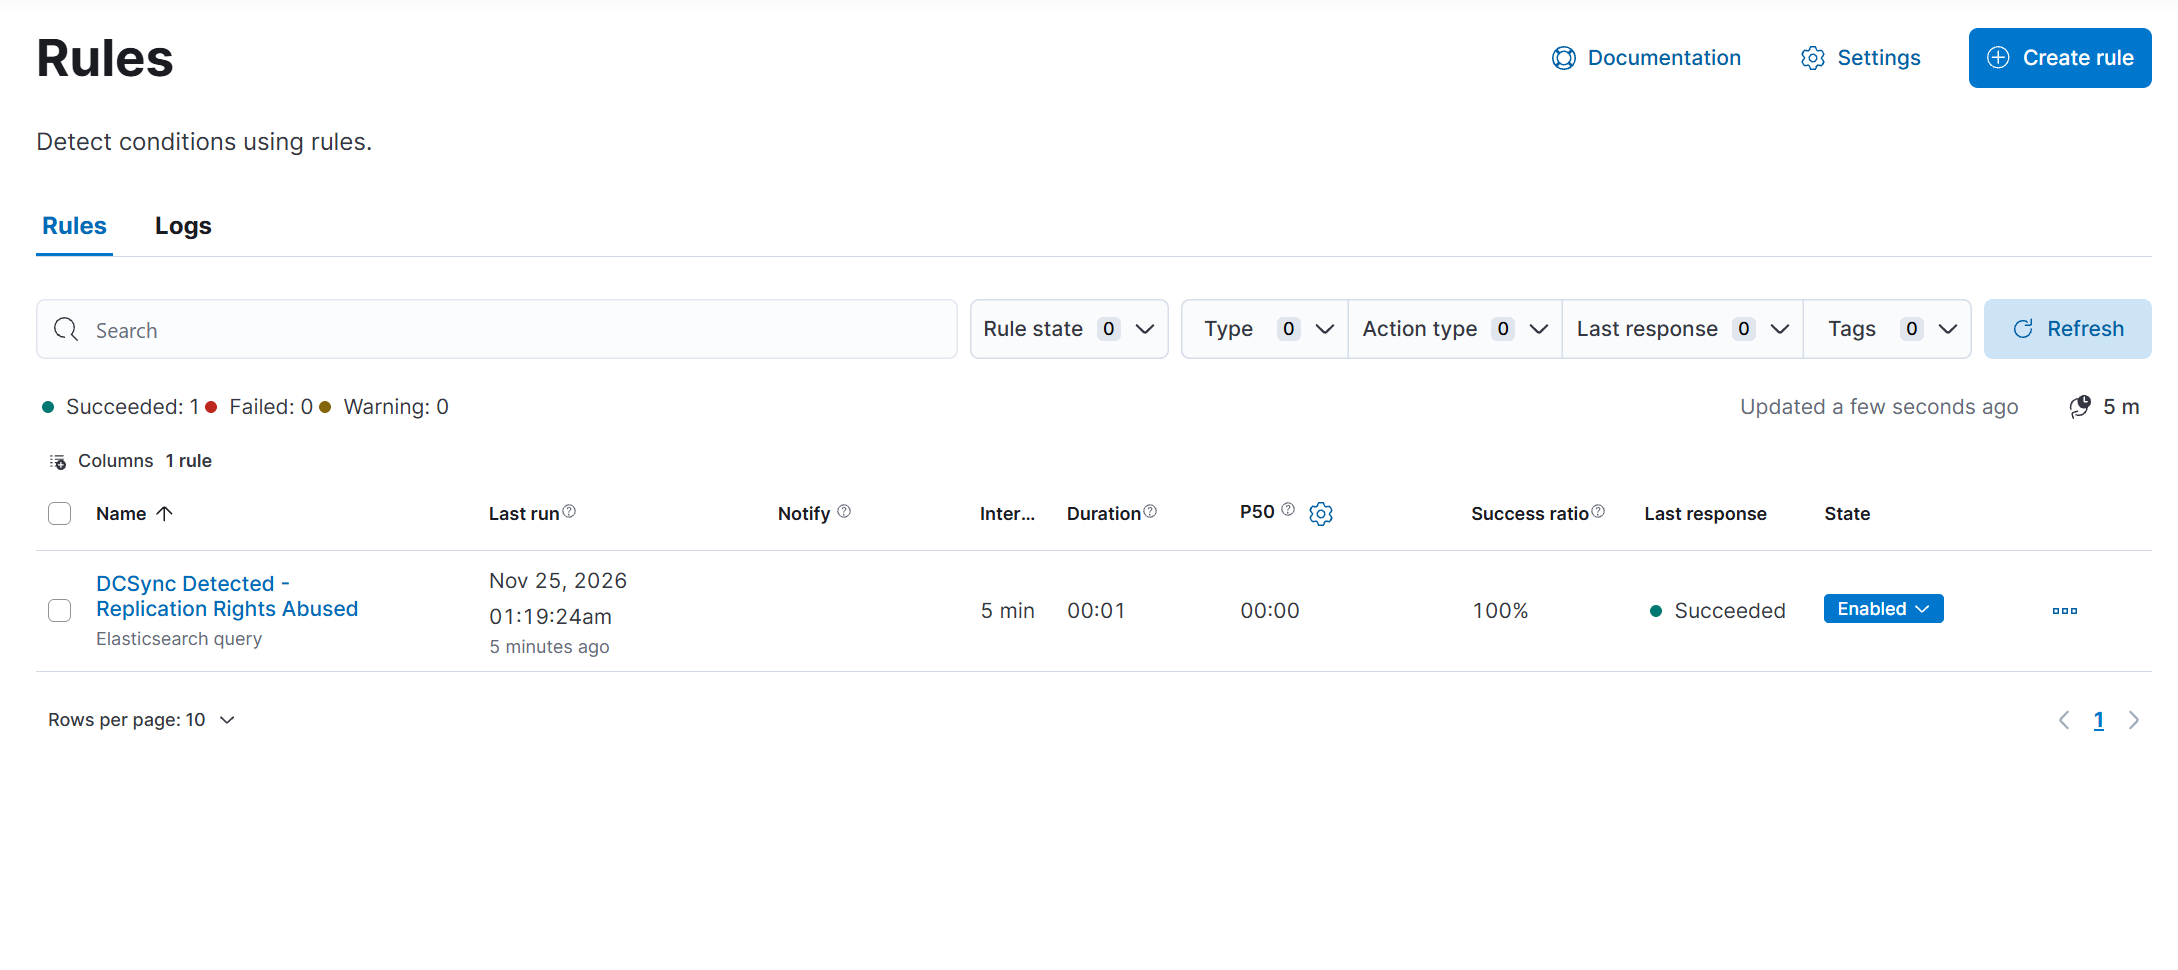 Rules
Documentation
Settings
Create rule
Detect conditions using rules.
Rules
Logs
Search
Rule state 0
Type 0
Action type 0
Last response 0
Tags 0
Refresh
Succeeded: 1
Failed: 0
Warning: 0
Updated a few seconds ago
5 m
Columns
1 rule
Name
Last run
Notify
Inter...
Duration
P50
Success ratio
Last response
State
DCSync Detected -
Replication Rights Abused
Elasticsearch query
Nov 25, 2026
01:19:24am
5 minutes ago
5 min
00:01
00:00
100%
Succeeded
Enabled
Rows per page: 10
1